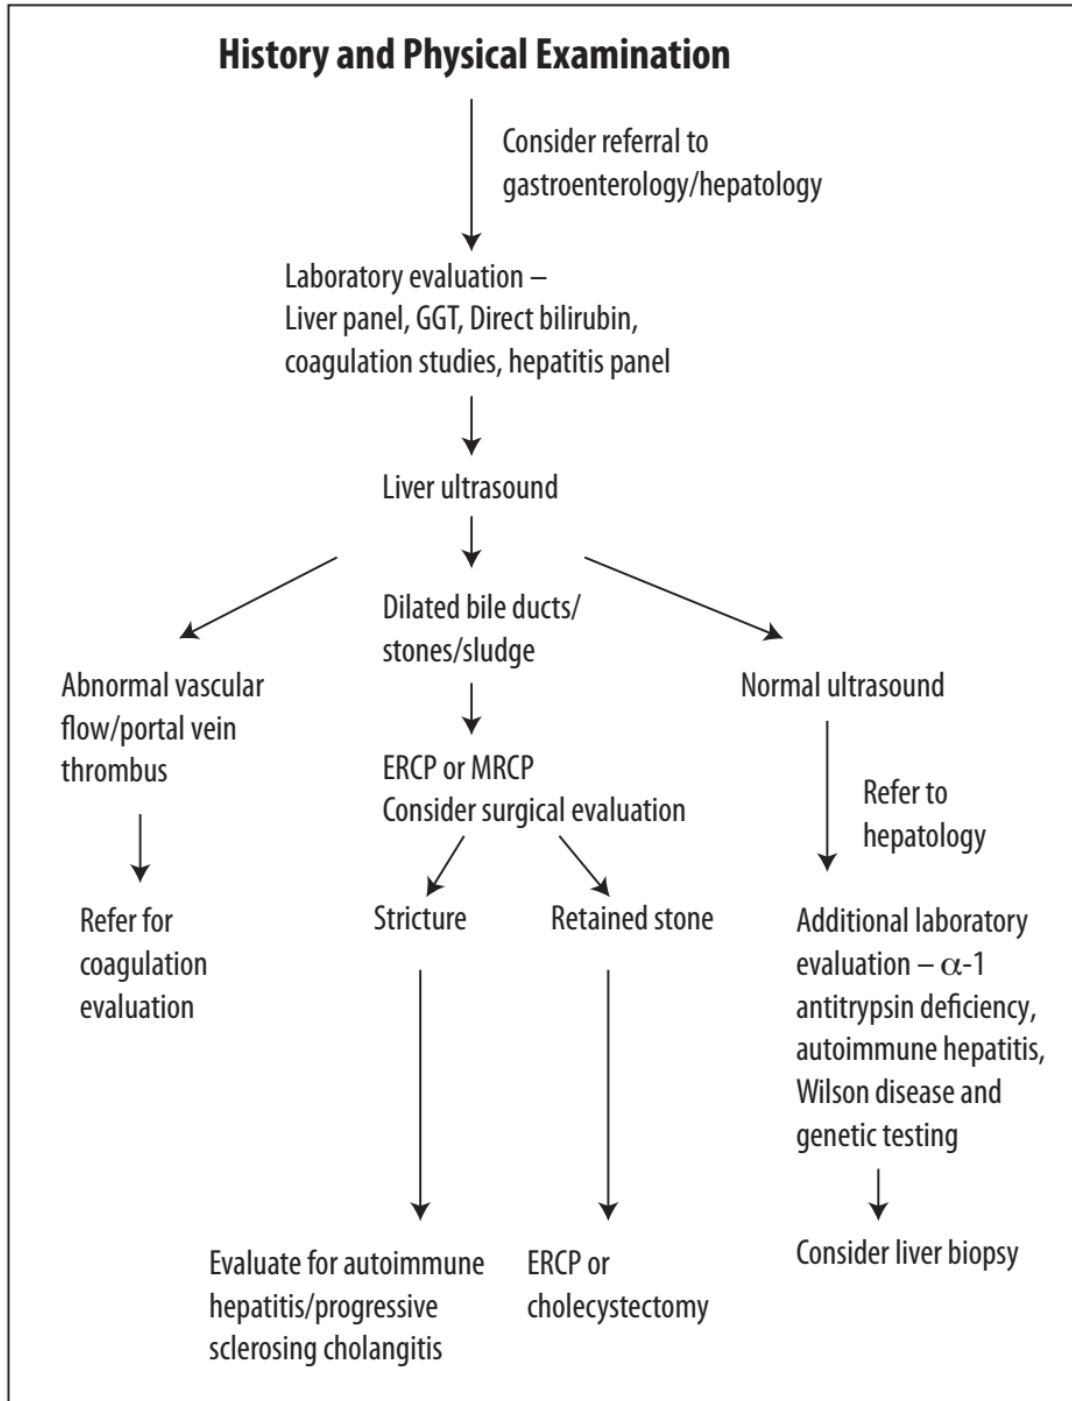 History and Physical Examination
Consider referral to
gastroenterology/hepatology
Laboratory evaluation –
Liver panel, GGT, Direct bilirubin,
coagulation studies, hepatitis panel
Liver ultrasound
Abnormal vascular
flow/portal vein
thrombus
Refer for
coagulation
evaluation
Dilated bile ducts/
stones/sludge
ERCP or MRCP
Consider surgical evaluation
Stricture
Evaluate for autoimmune
hepatitis/progressive
sclerosing cholangitis
Retained stone
ERCP or
cholecystectomy
Normal ultrasound
Refer to
hepatology
Additional laboratory
evaluation – α-1
antitrypsin deficiency,
autoimmune hepatitis,
Wilson disease and
genetic testing
Consider liver biopsy